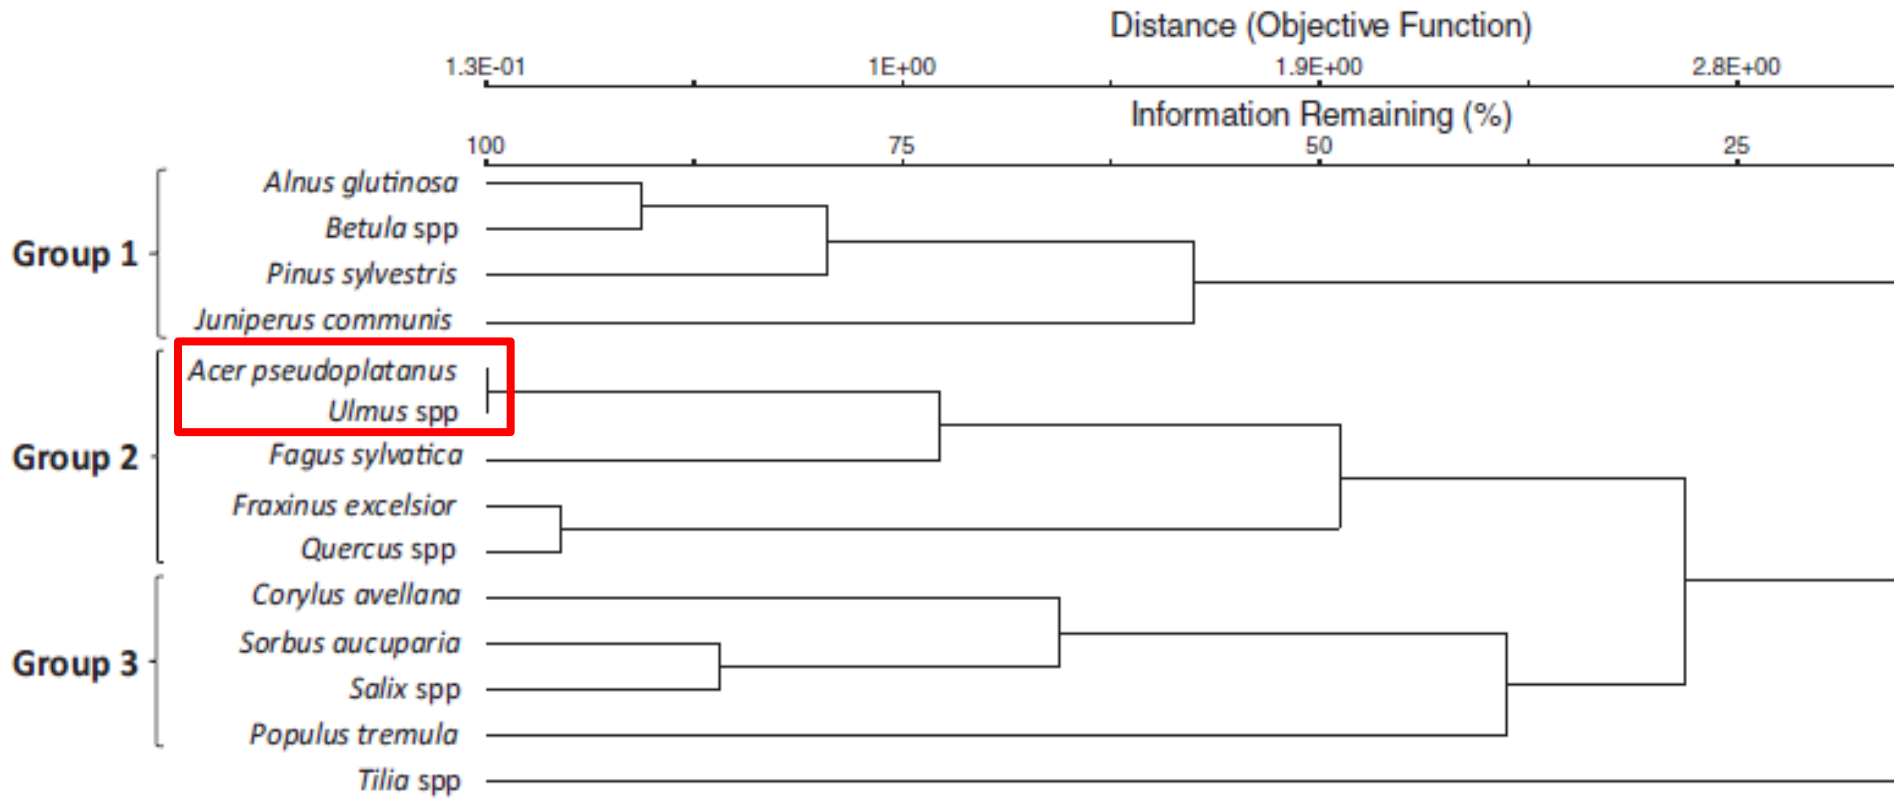 Distance (Objective Function)
1.3E-01 1E+00 1.9E+00 2.8E+00
Information Remaining (%)
100 75 50 25
Alnus glutinosa
Betula spp
Group 1
Pinus sylvestris
Juniperus communis
Acer pseudoplatanus
Ulmus spp
Group 2
Fagus sylvatica
Fraxinus excelsior
Quercus spp
Corylus avellana
Sorbus aucuparia
Group 3
Salix spp
Populus tremula
Tilia spp